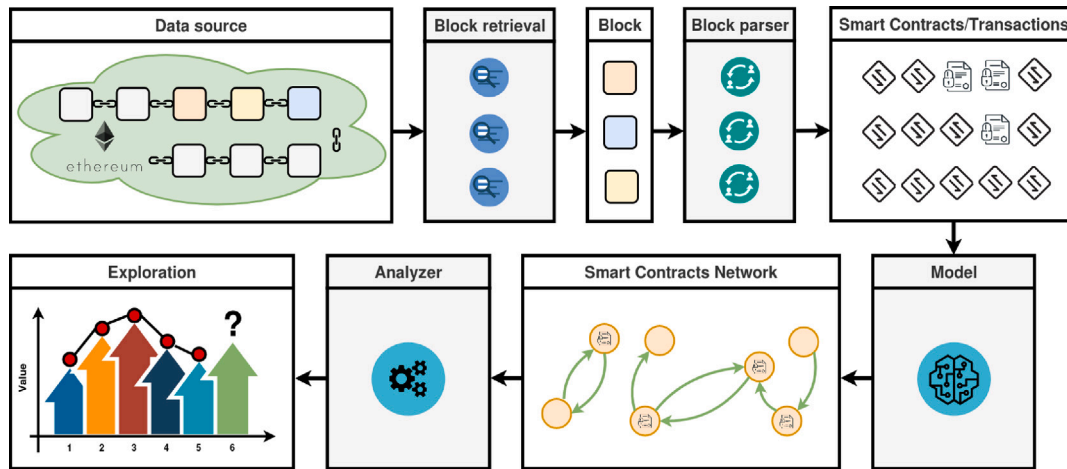 Data source
Block retrieval
Block
Block parser
Smart Contracts/Transactions
ethereum
Exploration
Analyzer
Smart Contracts Network
Model
?
Value
1 2 3 4 5 6